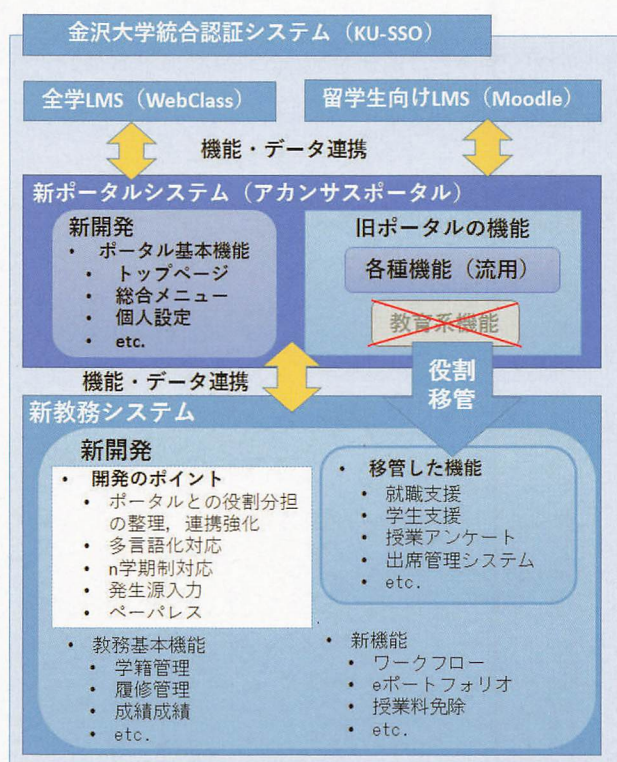 金沢大学統合認証システム（KU-SSO）
全学LMS（WebClass）
留学生向けLMS（Moodle）
機能・データ連携
新ポータルシステム（アカンサスポータル）
新開発
• ポータル基本機能
• トップページ
• 総合メニュー
• 個人設定
• etc.
旧ポータルの機能
各種機能（流用）
教育系機能
役割
移管
機能・データ連携
新教務システム
新開発
• 開発のポイント
• ポータルとの役割分担
の整理，連携強化
• 多言語化対応
• n学期制対応
• 発生源入力
• ペーパレス
• 教務基本機能
• 学籍管理
• 履修管理
• 成績成績
• etc.
• 移管した機能
• 就職支援
• 学生支援
• 授業アンケート
• 出席管理システム
• etc.
• 新機能
• ワークフロー
• eポートフォリオ
• 授業料免除
• etc.